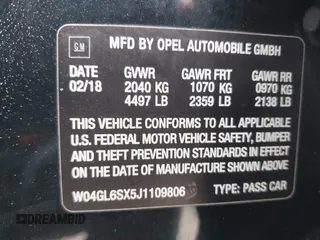 GM
MFD BY OPEL AUTOMOBILE GMBH
DATE GVWR GAWR FRT GAWR RR
02/18 2040 KG 1070 KG 0970 KG
4497 LB 2359 LB 2138 LB
THIS VEHICLE CONFORMS TO ALL APPLICABLE
U.S. FEDERAL MOTOR VEHICLE SAFETY, BUMPER
AND THEFT PREVENTION STANDARDS IN EFFECT
ON THE DATE OF MANUFACTURE SHOWN ABOVE
W04GL6SX5J1109806 TYPE: PASS CAR
DREAMBID